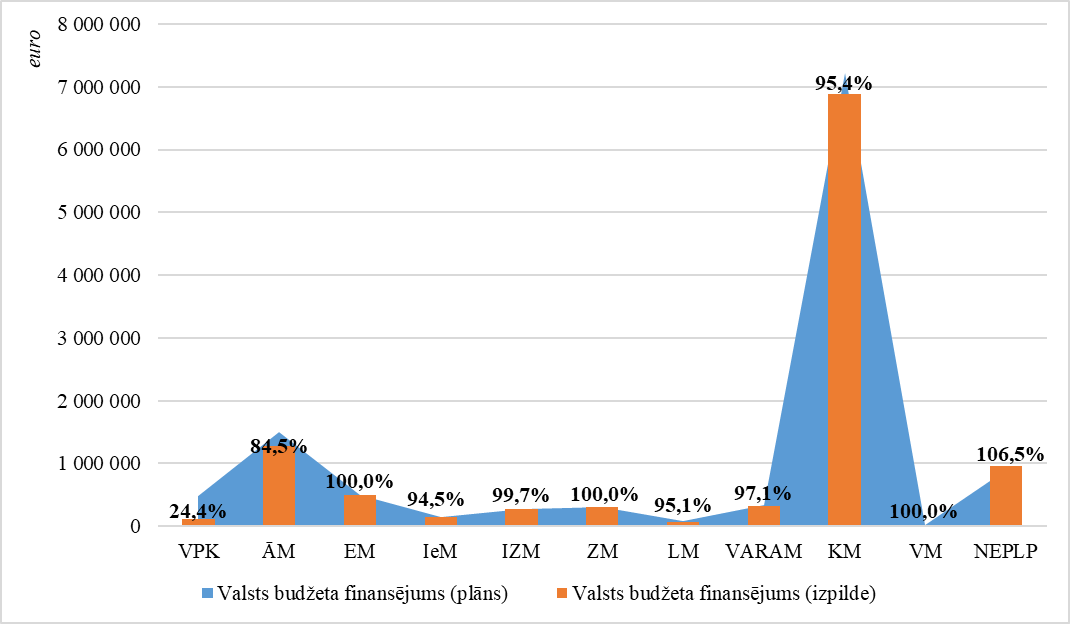 8 000 000
euro
7 000 000
6 000 000
5 000 000
4 000 000
3 000 000
2 000 000
1 000 000
0
24,4%
84,5%
100,0%
94,5%
99,7%
100,0%
95,1%
97,1%
95,4%
100,0%
106,5%
VPK ĀM EM IeM IZM ZM LM VARAM KM VM NEPLP
Valsts budžeta finansējums (plāns) Valsts budžeta finansējums (izpilde)